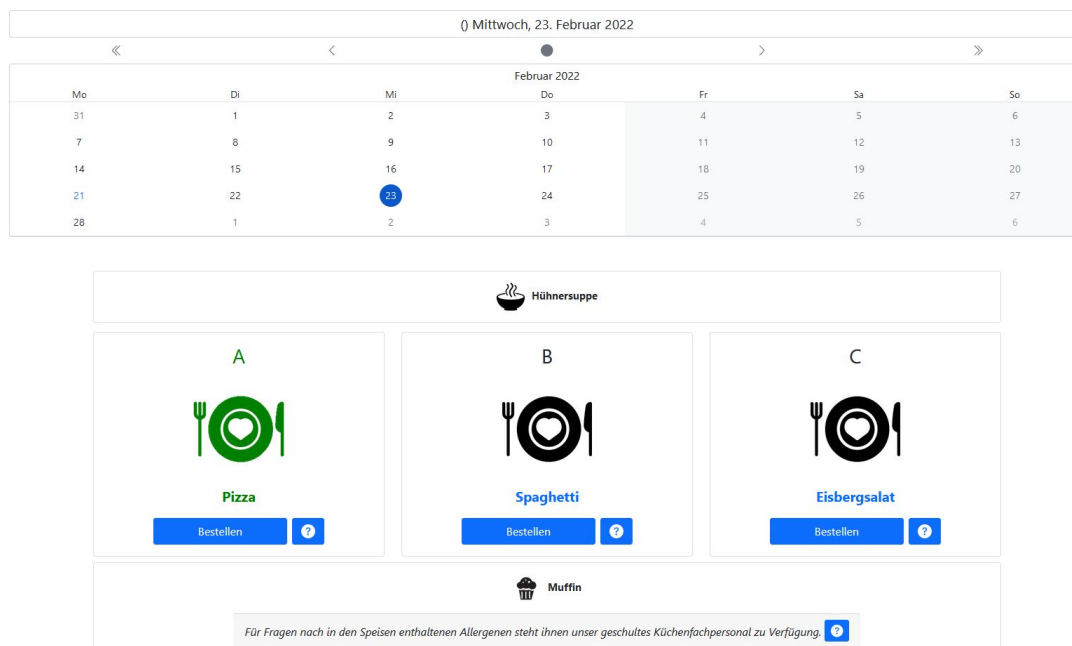 () Mittwoch, 23. Februar 2022
Februar 2022
Mo Di Mi Do Fr Sa So
31 1 2 3 4 5 6
7 8 9 10 11 12 13
14 15 16 17 18 19 20
21 22 23 24 25 26 27
28 1 2 3 4 5 6
Hühnersuppe
A
Pizza
Bestellen ?
B
Spaghetti
Bestellen ?
C
Eisbergsalat
Bestellen ?
Muffin
Für Fragen nach in den Speisen enthaltenen Allergenen steht ihnen unser geschultes Küchenfachpersonal zu Verfügung. ?